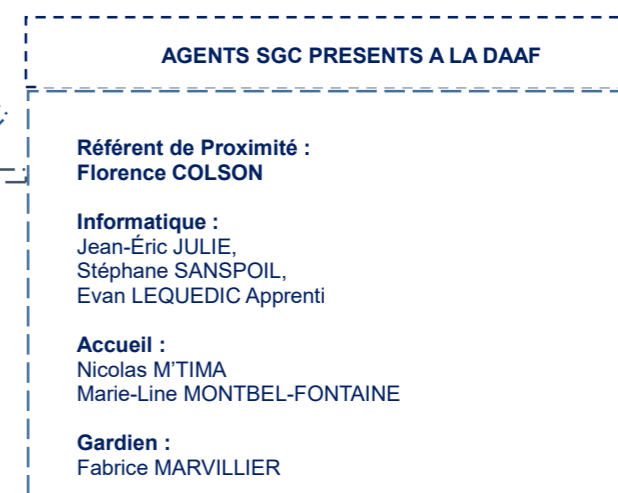 AGENTS SGC PRESENTS A LA DAAF
Référent de Proximité :
Florence COLSON
Informatique :
Jean-Éric JULIE,
Stéphane SANSPOIL,
Evan LEQUEDIC Apprenti
Accueil :
Nicolas M'TIMA
Marie-Line MONTBEL-FONTAINE
Gardien :
Fabrice MARVILLIER